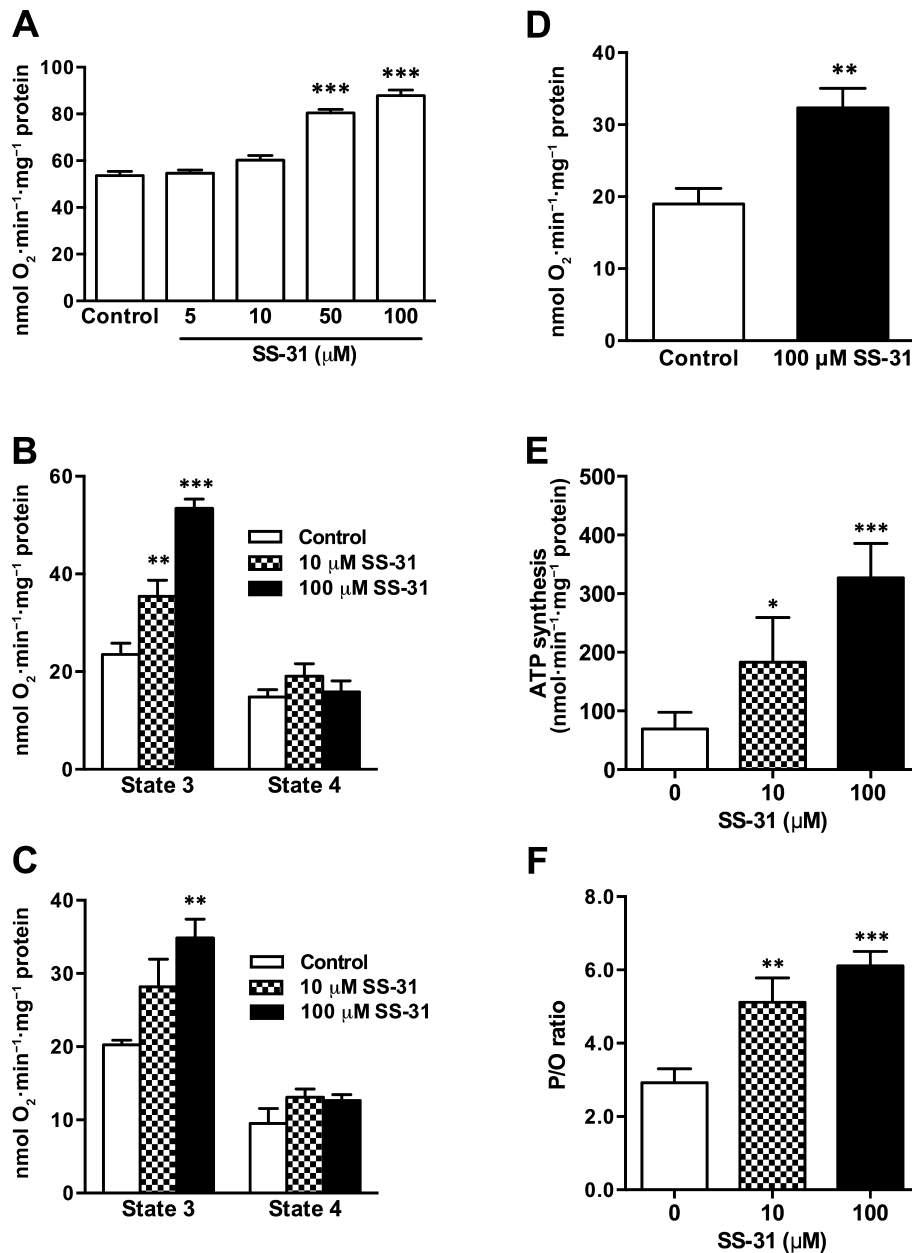 A
nmol O₂·min⁻¹·mg⁻¹ protein
100
80
60
40
20
0
*** ***
Control 5 10 50 100
SS-31 (μM)
B
nmol O₂·min⁻¹·mg⁻¹ protein
60
40
20
0
** ***
Control
10 μM SS-31
100 μM SS-31
State 3 State 4
C
nmol O₂·min⁻¹·mg⁻¹ protein
40
30
20
10
0
**
Control
10 μM SS-31
100 μM SS-31
State 3 State 4
D
nmol O₂·min⁻¹·mg⁻¹ protein
40
30
20
10
0
**
Control 100 μM SS-31
E
ATP synthesis
(nmol·min⁻¹·mg⁻¹ protein)
500
400
300
200
100
0
* ***
0 10 100
SS-31 (μM)
F
P/O ratio
8.0
6.0
4.0
2.0
0.0
** ***
0 10 100
SS-31 (μM)